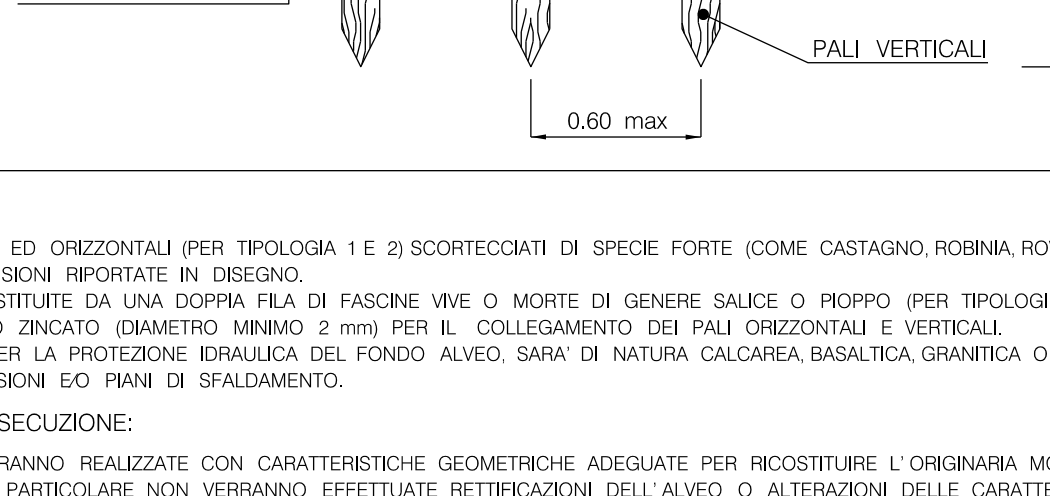 PALI VERTICALI
0.60 max
ED ORIZZONTALI (PER TIPOLOGIA 1 E 2) SCORTECCIATI DI SPECIE FORTE (COME CASTAGNO, ROBINIA,
SIONI RIPORTATE IN DISEGNO.
STITUITE DA UNA DOPPIA FILA DI FASCINE VIVE O MORTE DI GENERE SALICE O PIOPPO (PER TIPOLOGI
O ZINCATO (DIAMETRO MINIMO 2 mm) PER IL COLLEGAMENTO DEI PALI ORIZZONTALI E VERTICALI.
ER LA PROTEZIONE IDRAULICA DEL FONDO ALVEO, SARA' DI NATURA CALCAREA, BASALTICA, GRANITICA O
SIONI E/O PIANI DI SFALDAMENTO.
SECUZIONE:
RANNO REALIZZATE CON CARATTERISTICHE GEOMETRICHE ADEGUATE PER RICOSTITUIRE L'ORIGINARIA
PARTICOLARE NON VERRANNO EFFETTUATE RETTIFICAZIONI DELL'ALVEO O ALTERAZIONI DELLE CARATTE